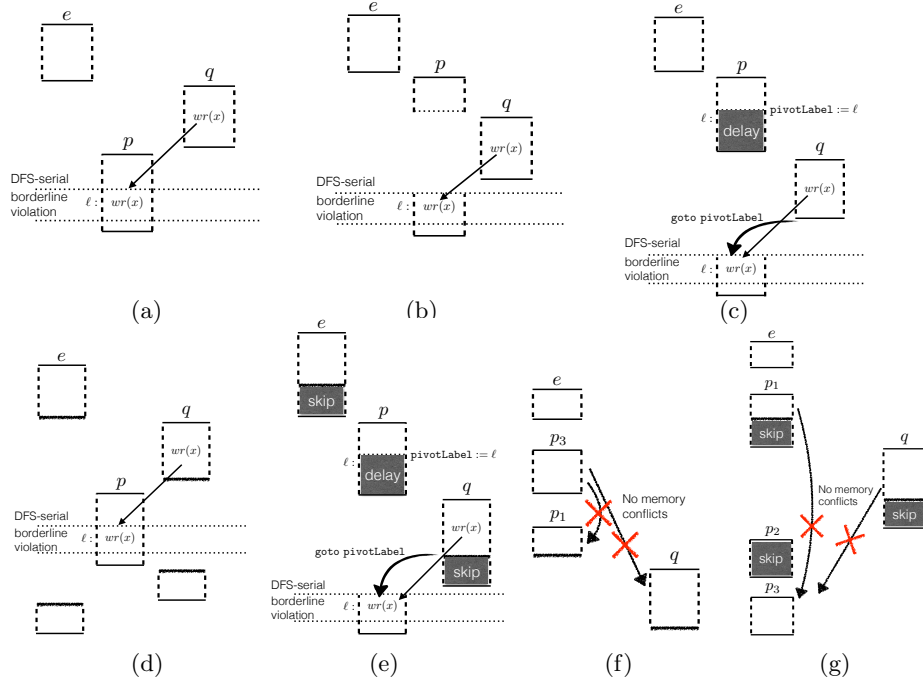 e
q
wr(x)
p
DFS-serial
borderline
violation
ℓ :
wr(x)
(a)
e
p
q
wr(x)
DFS-serial
borderline
violation
ℓ :
wr(x)
(b)
e
p
pivotLabel := ℓ
ℓ :
delay
q
wr(x)
goto pivotLabel
DFS-serial
borderline
violation
ℓ :
wr(x)
(c)
e
q
wr(x)
p
DFS-serial
borderline
violation
ℓ :
wr(x)
(d)
e
skip
p
pivotLabel := ℓ
ℓ :
delay
q
wr(x)
goto pivotLabel
skip
DFS-serial
borderline
violation
ℓ :
wr(x)
(e)
e
p3
No memory
conflicts
p1
q
(f)
e
p1
skip
q
No memory
conflicts
skip
p2
skip
p3
(g)